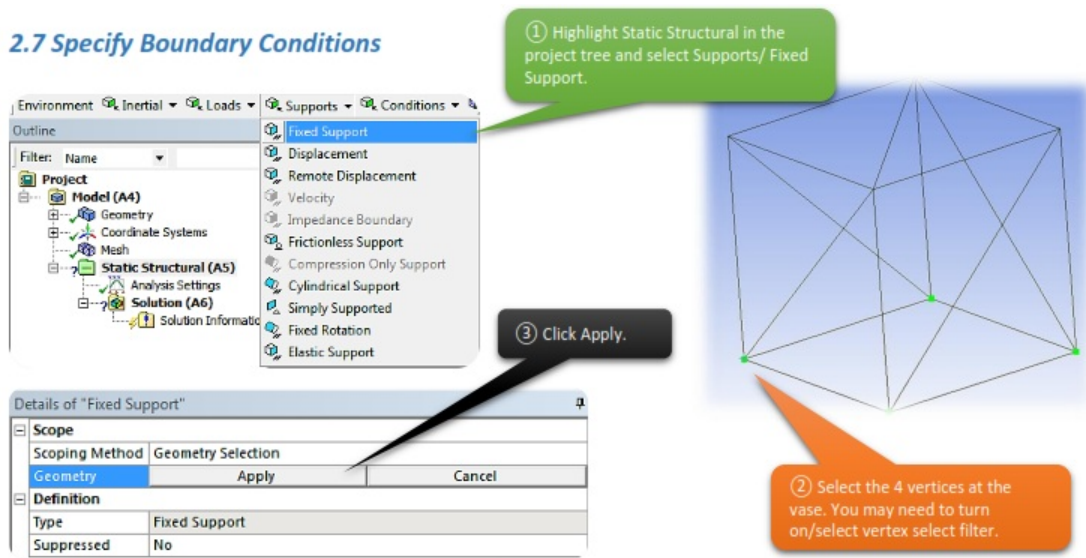 2.7 Specify Boundary Conditions
① Highlight Static Structural in the
project tree and select Supports/ Fixed
Support.
Environment Inertial Loads Supports Conditions
Outline
Filter: Name
Project
Model (A4)
Geometry
Coordinate Systems
Mesh
Static Structural (A5)
Analysis Settings
Solution (A6)
Solution Informatio
Fixed Support
Displacement
Remote Displacement
Velocity
Impedance Boundary
Frictionless Support
Compression Only Support
Cylindrical Support
Simply Supported
Fixed Rotation
Elastic Support
③ Click Apply.
Details of "Fixed Support"
Scope
Scoping Method Geometry Selection
Geometry Apply Cancel
Definition
Type Fixed Support
Suppressed No
② Select the 4 vertices at the
vase. You may need to turn
on/select vertex select filter.